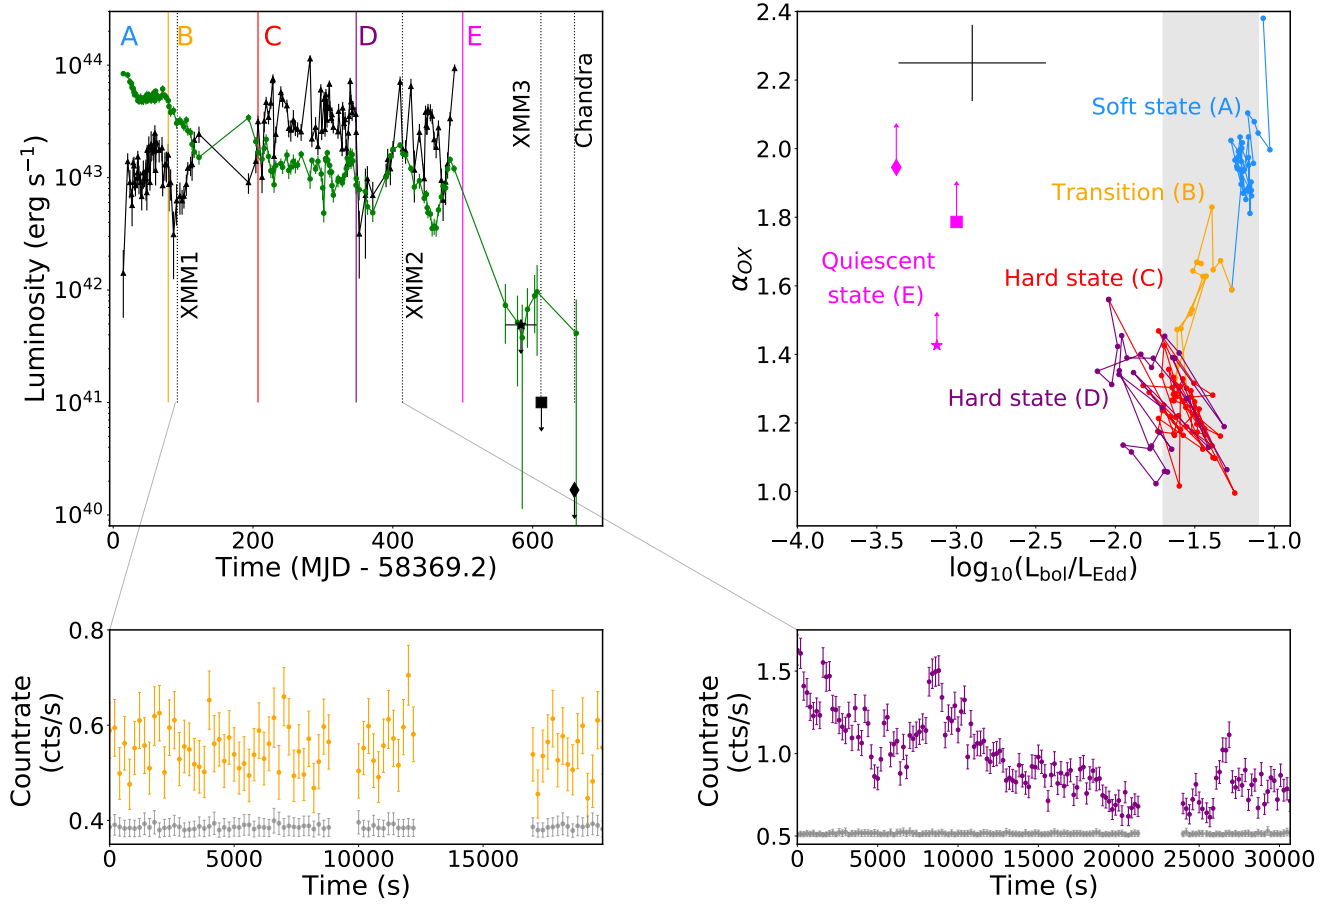 A B C D E
XMM1
XMM2
XMM3
Chandra
Luminosity (erg s⁻¹)
10⁴⁴
10⁴³
10⁴²
10⁴¹
10⁴⁰
0 200 400 600
Time (MJD - 58369.2)
α_OX
2.4
2.2
2.0
1.8
1.6
1.4
1.2
1.0
Soft state (A)
Transition (B)
Quiescent
state (E)
Hard state (C)
Hard state (D)
−4.0 −3.5 −3.0 −2.5 −2.0 −1.5 −1.0
log₁₀(L_bol/L_Edd)
Countrate
(cts/s)
0.8
0.6
0.4
0 5000 10000 15000
Time (s)
Countrate
(cts/s)
1.5
1.0
0.5
0 5000 10000 15000 20000 25000 30000
Time (s)